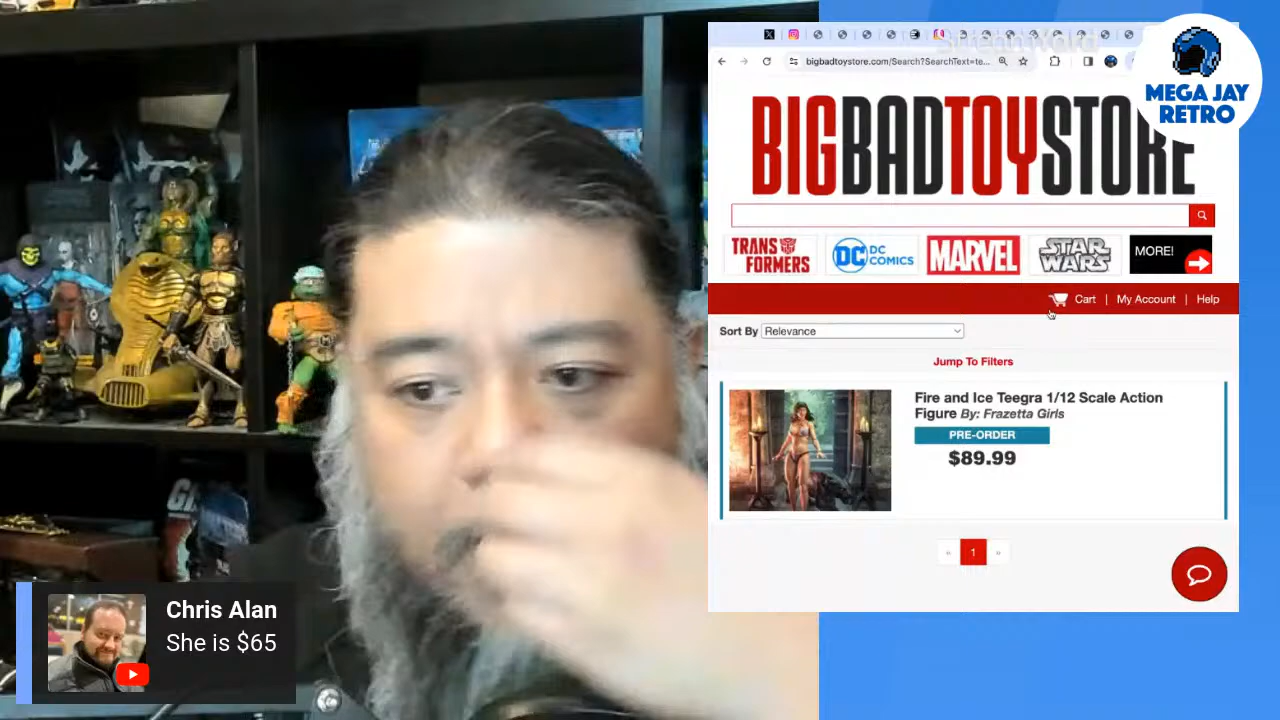 bigbadtoystore.com/Search?SearchText=te...
MEGA JAY
RETRO
BIGBADTOYSTORE
TRANS
FORMERS
DC
DC
COMICS
MARVEL
STAR
WARS
MORE!
Cart | My Account | Help
Sort By Relevance
Jump To Filters
Fire and Ice Teegra 1/12 Scale Action
Figure By: Frazetta Girls
PRE-ORDER
$89.99
« 1 »
Chris Alan
She is $65